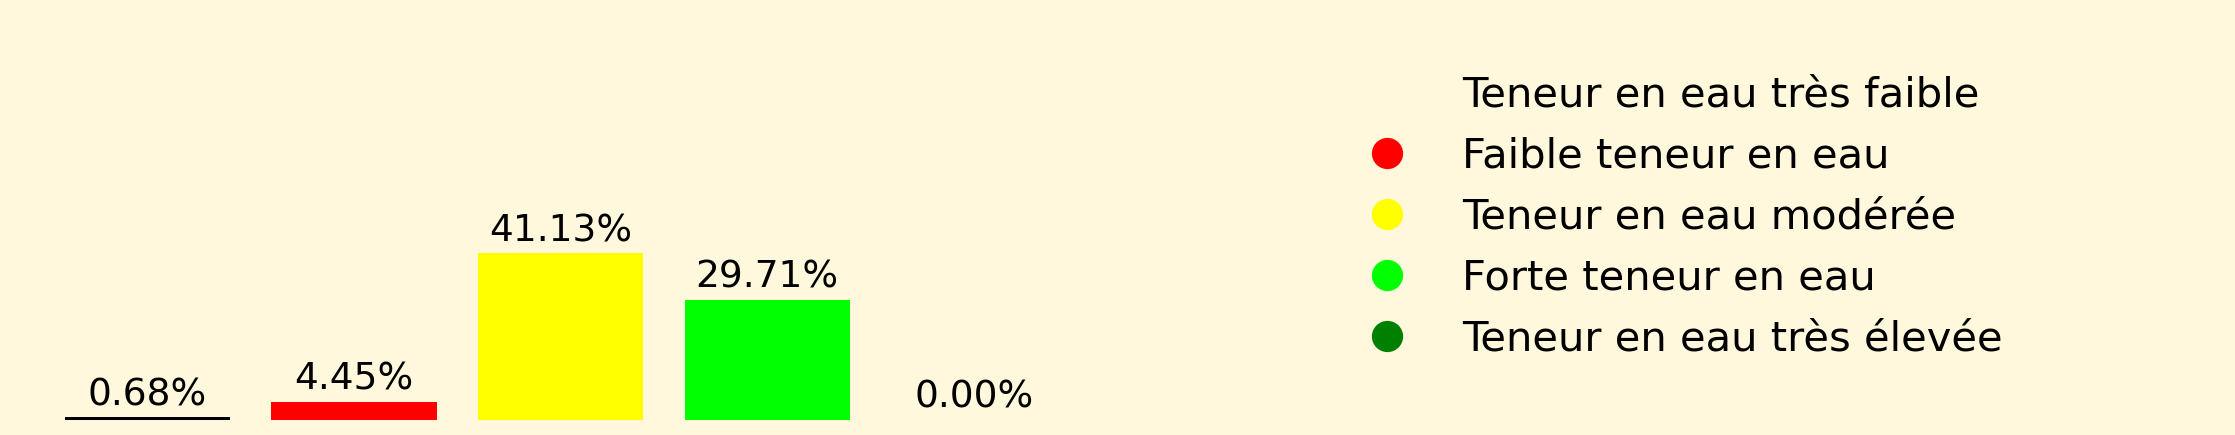 0.68%
4.45%
41.13%
29.71%
0.00%
Teneur en eau très faible
Faible teneur en eau
Teneur en eau modérée
Forte teneur en eau
Teneur en eau très élevée